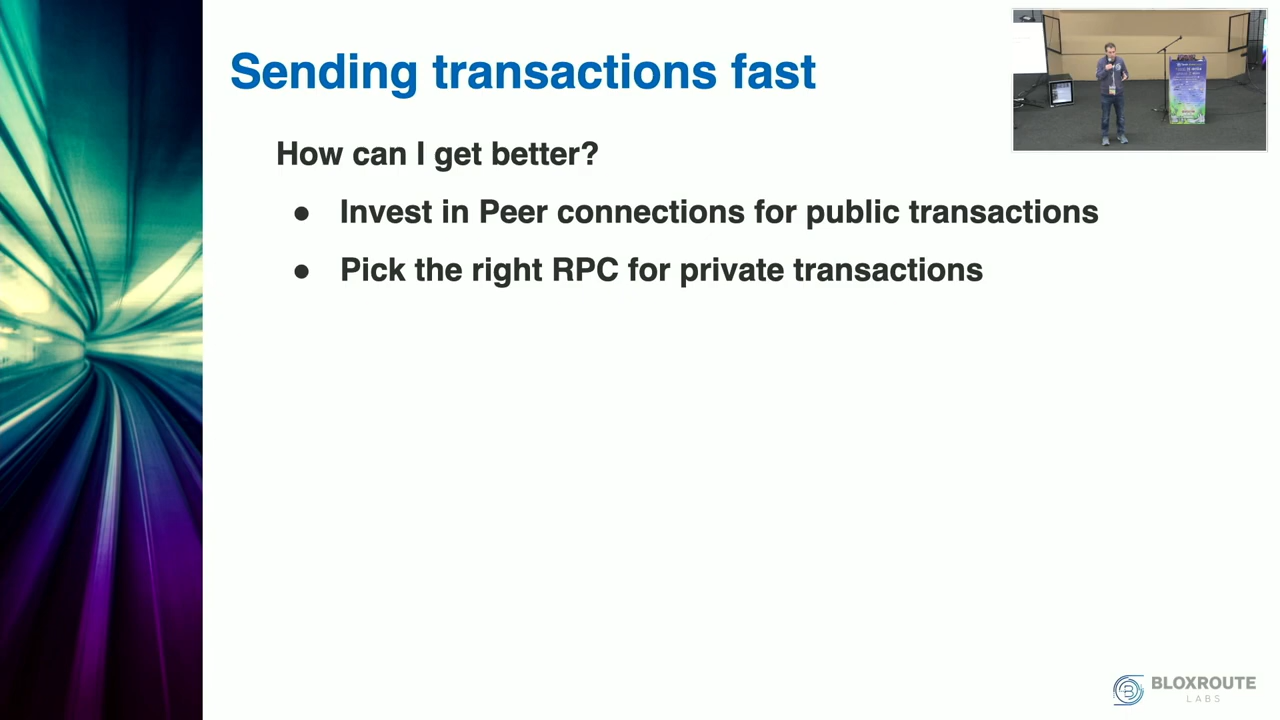 Sending transactions fast
How can I get better?
● Invest in Peer connections for public transactions
● Pick the right RPC for private transactions
BLOXROUTE
LABS